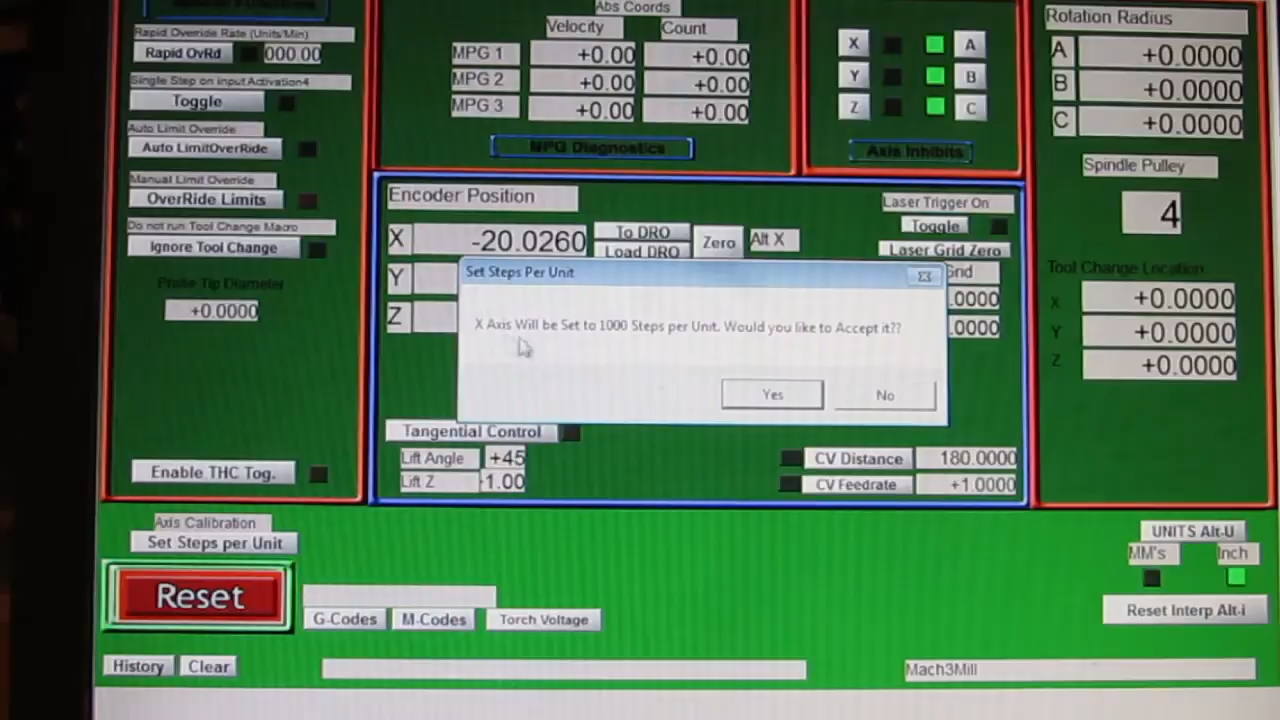 Abs Coords
Rapid Override Rate (Units/Min)
Rapid OvRd 000.00
Single Step on Input Activation4
Toggle
Auto Limit Override
Auto LimitOverRide
Manual Limit Override
OverRide Limits
Do not run Tool Change Macro
Ignore Tool Change
Probe Tip Diameter
+0.0000
Enable THC Tog.
Velocity Count
MPG 1 +0.00 +0.00
MPG 2 +0.00 +0.00
MPG 3 +0.00 +0.00
MPG Diagnostics
X A
Y B
Z C
Axis Inhibits
Rotation Radius
A +0.0000
B +0.0000
C +0.0000
Spindle Pulley
4
Tool Change Location
X +0.0000
Y +0.0000
Z +0.0000
Encoder Position
X -20.0260 To DRO Zero Alt X
Load DRO
Y
Z
Laser Trigger On
Toggle
Laser Grid Zero
Grid
.0000
.0000
Set Steps Per Unit
X Axis Will be Set to 1000 Steps per Unit. Would you like to Accept it??
Yes No
Tangential Control
Lift Angle +45
Lift Z
CV Distance 180.0000
CV Feedrate +1.0000
Axis Calibration
Set Steps per Unit
Reset
G-Codes M-Codes Torch Voltage
UNITS Alt-U
MM's Inch
Reset Interp Alt-i
History Clear
Mach3Mill